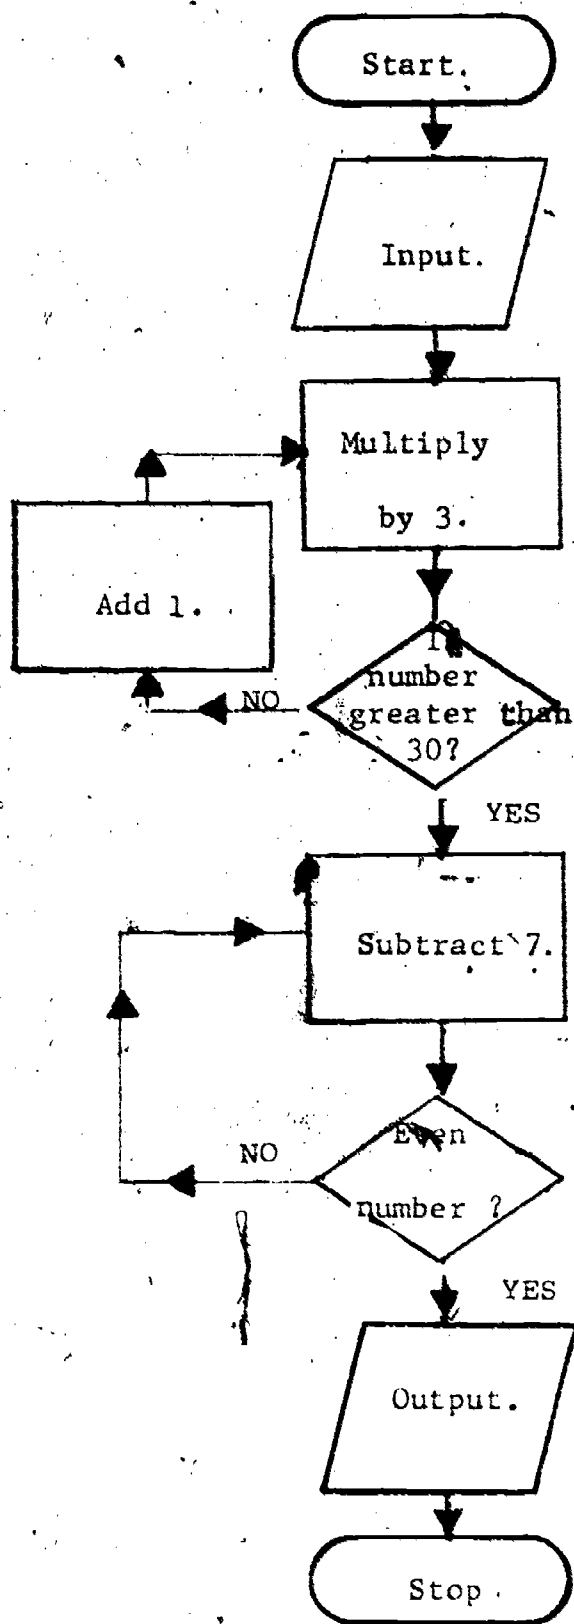 Start.
Input.
Multiply
by 3.
Add 1.
number
greater than
30?
NO
YES
Subtract 7.
Even
number ?
NO
YES
Output.
Stop.